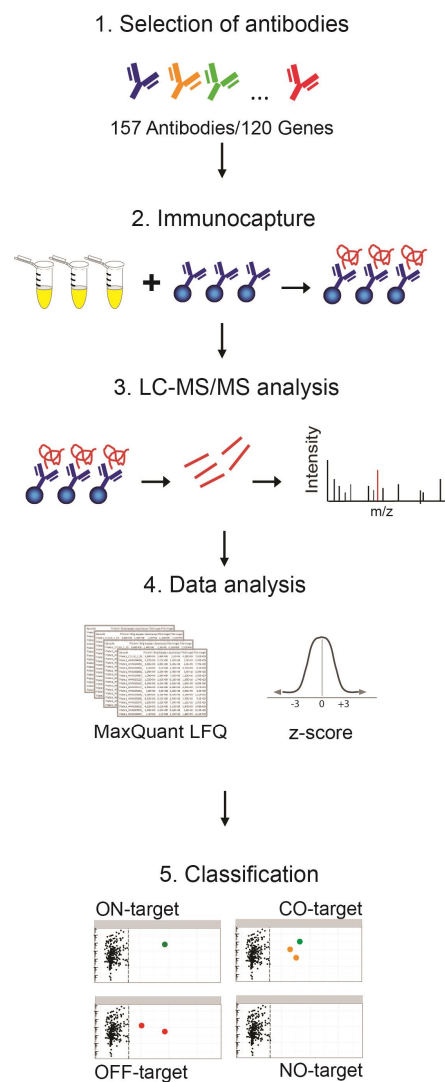 1. Selection of antibodies
...
157 Antibodies/120 Genes
2. Immunocapture
+
3. LC-MS/MS analysis
Intensity
m/z
4. Data analysis
-3 0 +3
MaxQuant LFQ
z-score
5. Classification
ON-target
CO-target
OFF-target
NO-target